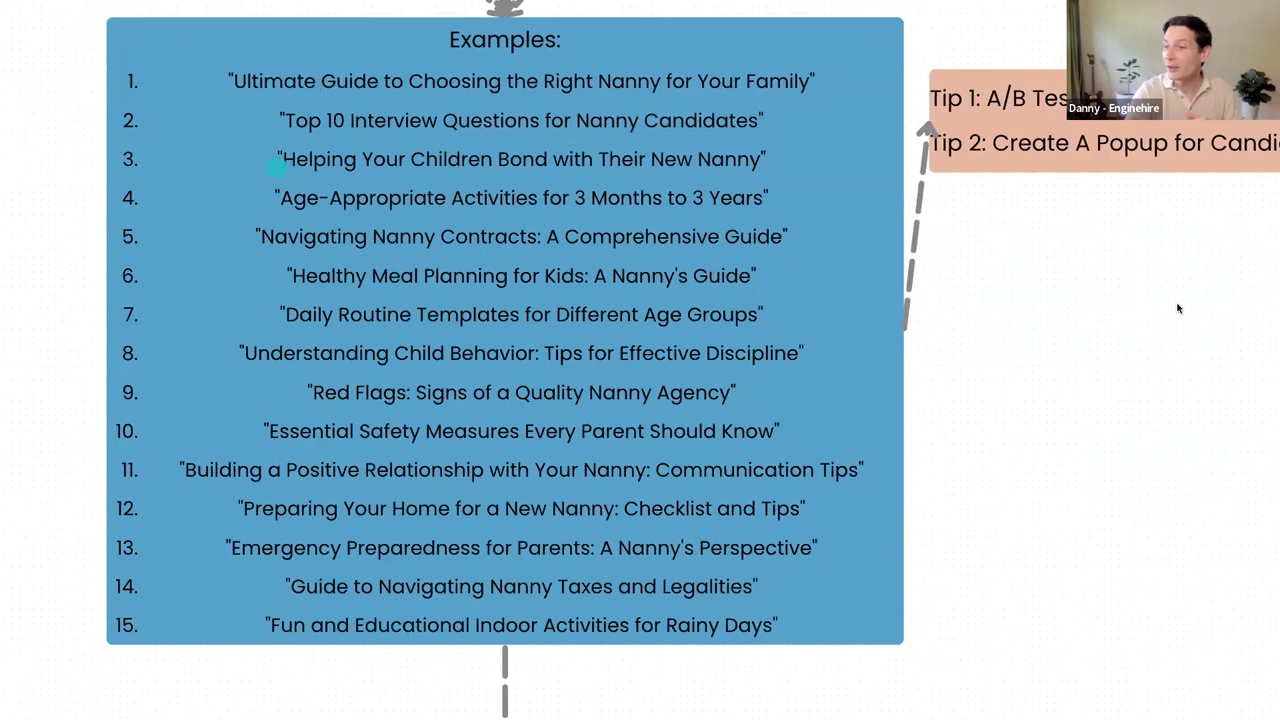 Examples:
1. "Ultimate Guide to Choosing the Right Nanny for Your Family"
2. "Top 10 Interview Questions for Nanny Candidates"
3. "Helping Your Children Bond with Their New Nanny"
4. "Age-Appropriate Activities for 3 Months to 3 Years"
5. "Navigating Nanny Contracts: A Comprehensive Guide"
6. "Healthy Meal Planning for Kids: A Nanny's Guide"
7. "Daily Routine Templates for Different Age Groups"
8. "Understanding Child Behavior: Tips for Effective Discipline"
9. "Red Flags: Signs of a Quality Nanny Agency"
10. "Essential Safety Measures Every Parent Should Know"
11. "Building a Positive Relationship with Your Nanny: Communication Tips"
12. "Preparing Your Home for a New Nanny: Checklist and Tips"
13. "Emergency Preparedness for Parents: A Nanny's Perspective"
14. "Guide to Navigating Nanny Taxes and Legalities"
15. "Fun and Educational Indoor Activities for Rainy Days"
Tip 1: A/B Tes
Tip 2: Create A Popup for Candi
Danny - Enginehire